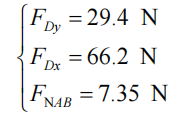 F_{Dy} = 29.4 N
F_{Dx} = 66.2 N
F_{NAB} = 7.35 N